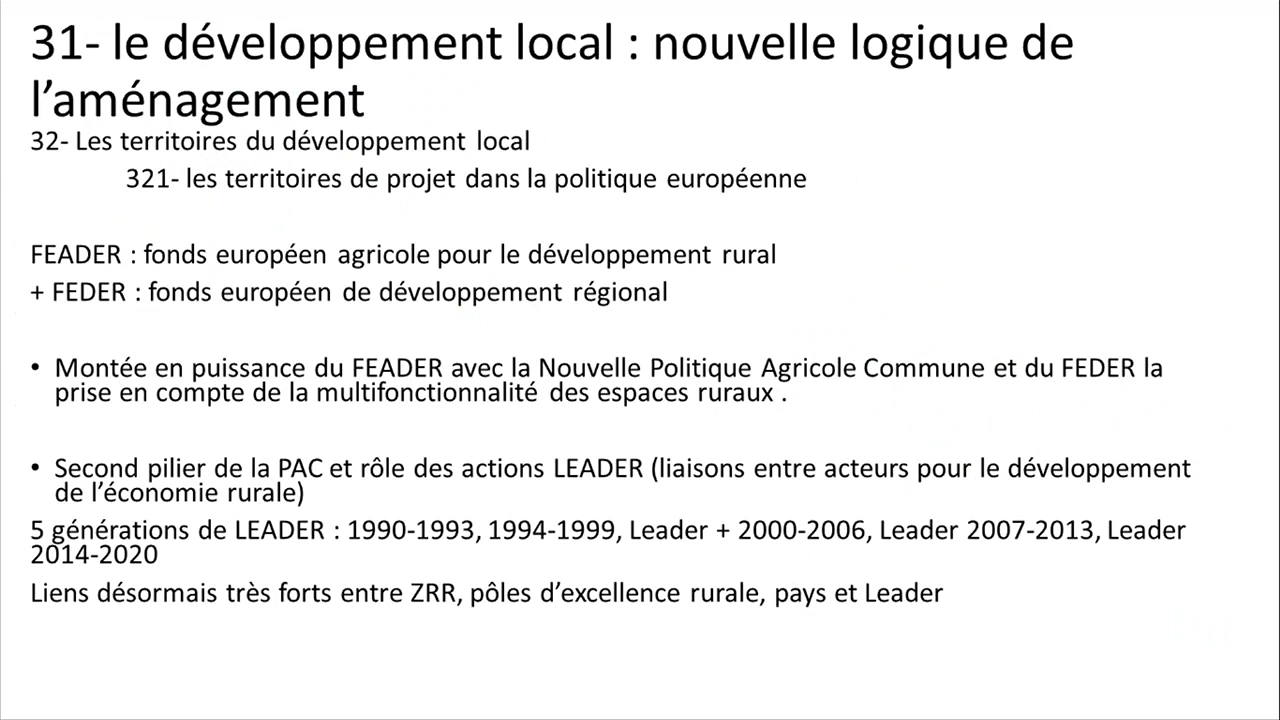 31- le développement local : nouvelle logique de
l’aménagement
32- Les territoires du développement local
321- les territoires de projet dans la politique européenne
FEADER : fonds européen agricole pour le développement rural
+ FEDER : fonds européen de développement régional
• Montée en puissance du FEADER avec la Nouvelle Politique Agricole Commune et du FEDER la
prise en compte de la multifonctionnalité des espaces ruraux .
• Second pilier de la PAC et rôle des actions LEADER (liaisons entre acteurs pour le développement
de l’économie rurale)
5 générations de LEADER : 1990-1993, 1994-1999, Leader + 2000-2006, Leader 2007-2013, Leader
2014-2020
Liens désormais très forts entre ZRR, pôles d’excellence rurale, pays et Leader